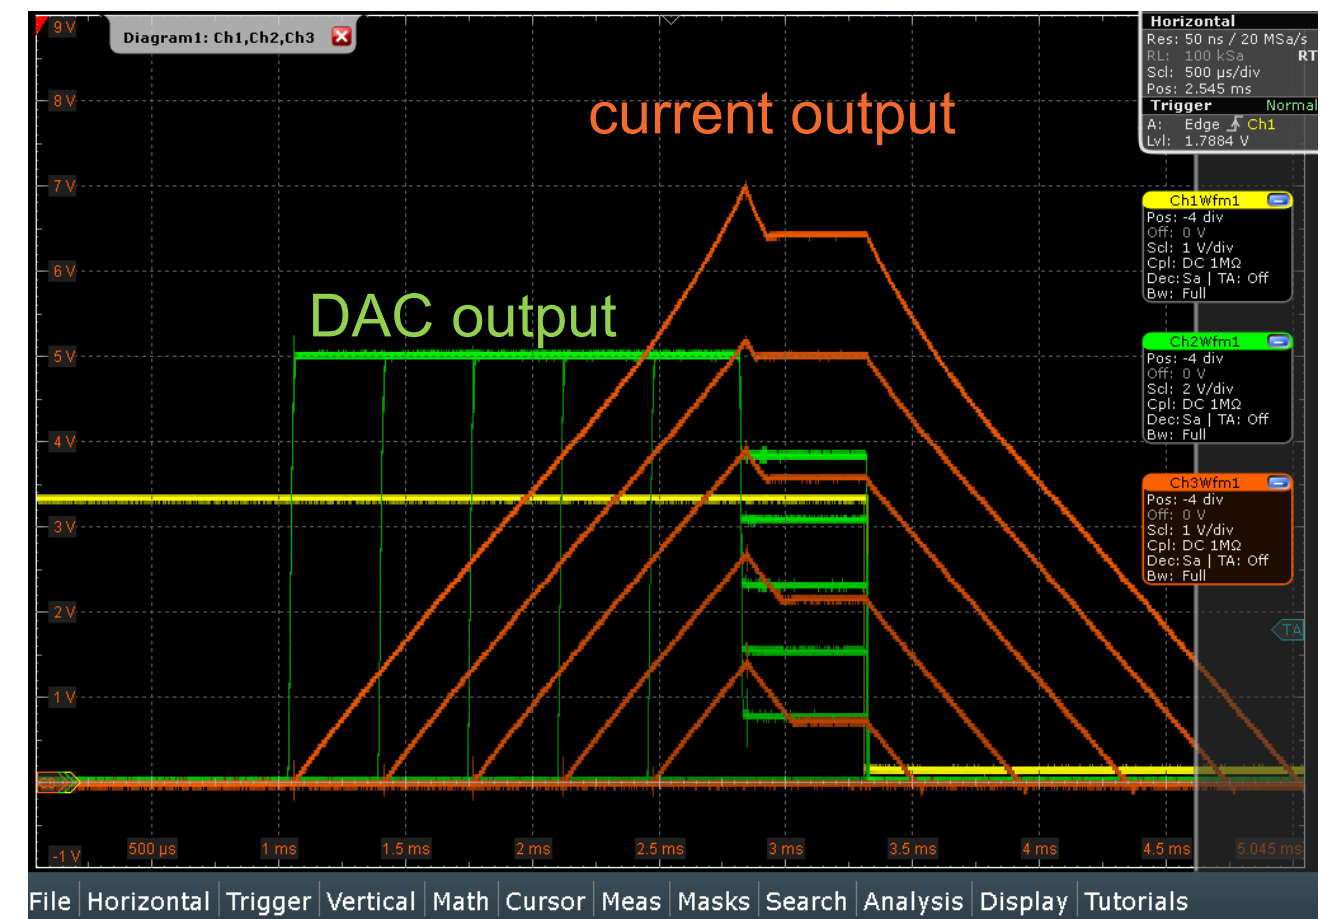 9 V
Diagram1: Ch1,Ch2,Ch3
Horizontal
Res: 50 ns / 20 MSa/s
RL: 100 kSa RT
Scl: 500 µs/div
Pos: 2.545 ms
Trigger Normal
A: Edge Ch1
Lvl: 1.7884 V
8 V
current output
7 V
Ch1Wfm1
Pos: -4 div
Off: 0 V
Scl: 1 V/div
Cpl: DC 1MΩ
Dec:Sa | TA: Off
Bw: Full
6 V
DAC output
5 V
Ch2Wfm1
Pos: -4 div
Off: 0 V
Scl: 2 V/div
Cpl: DC 1MΩ
Dec:Sa | TA: Off
Bw: Full
4 V
Ch3Wfm1
Pos: -4 div
Off: 0 V
Scl: 1 V/div
Cpl: DC 1MΩ
Dec:Sa | TA: Off
Bw: Full
3 V
2 V
TA
1 V
-1 V
500 µs
1 ms
1.5 ms
2 ms
2.5 ms
3 ms
3.5 ms
4 ms
4.5 ms
5.045 ms
File Horizontal Trigger Vertical Math Cursor Meas Masks Search Analysis Display Tutorials